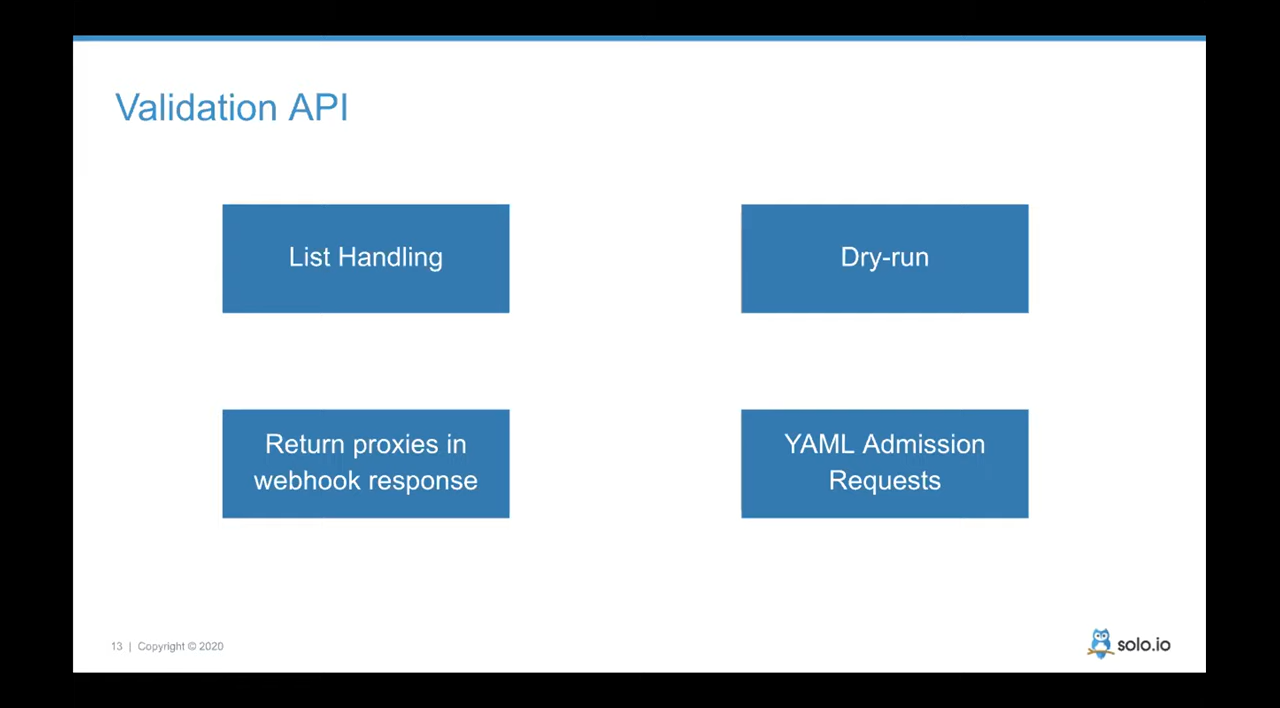 Validation API
List Handling
Dry-run
Return proxies in
webhook response
YAML Admission
Requests
13 | Copyright © 2020
solo.io